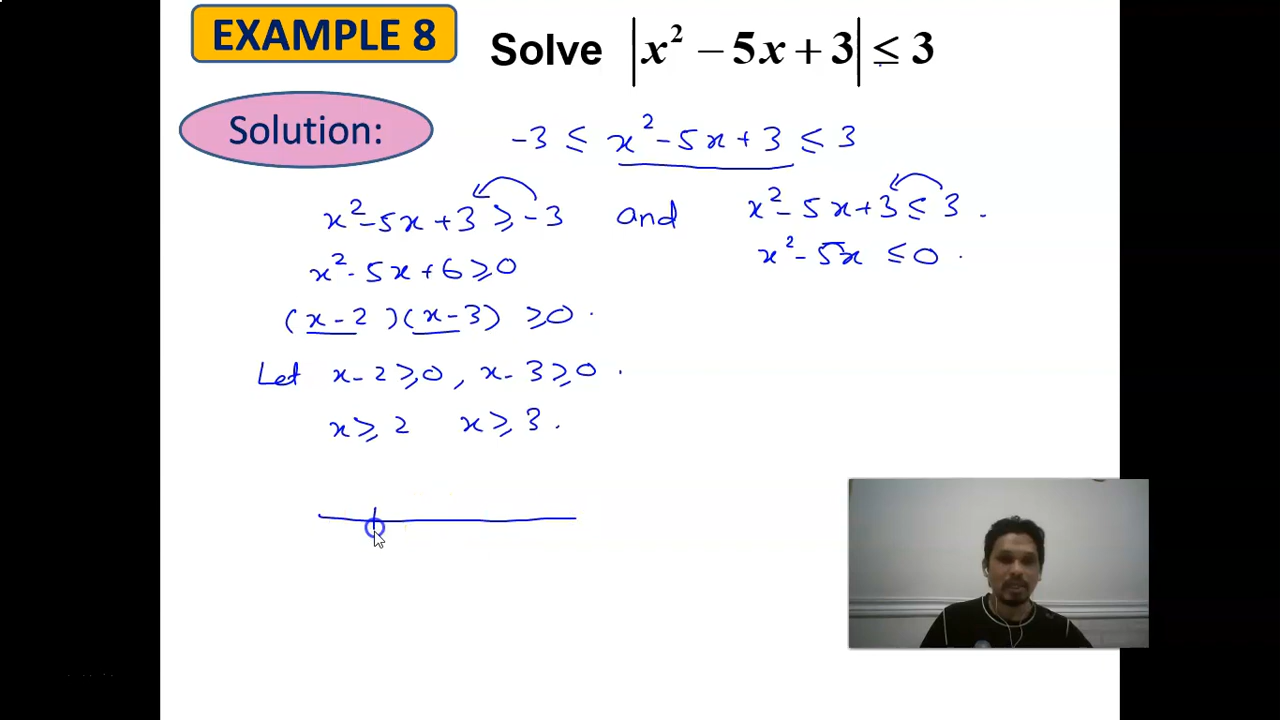 EXAMPLE 8 Solve |x² − 5x + 3| ≤ 3
Solution:
-3 ≤ x² - 5x + 3 ≤ 3
x² - 5x + 3 ≥ -3 and x² - 5x + 3 ≤ 3 .
x² - 5x + 6 ≥ 0 x² - 5x ≤ 0 .
(x - 2)(x - 3) ≥ 0 .
Let x - 2 ≥ 0, x - 3 ≥ 0 .
x ≥ 2 x ≥ 3 .